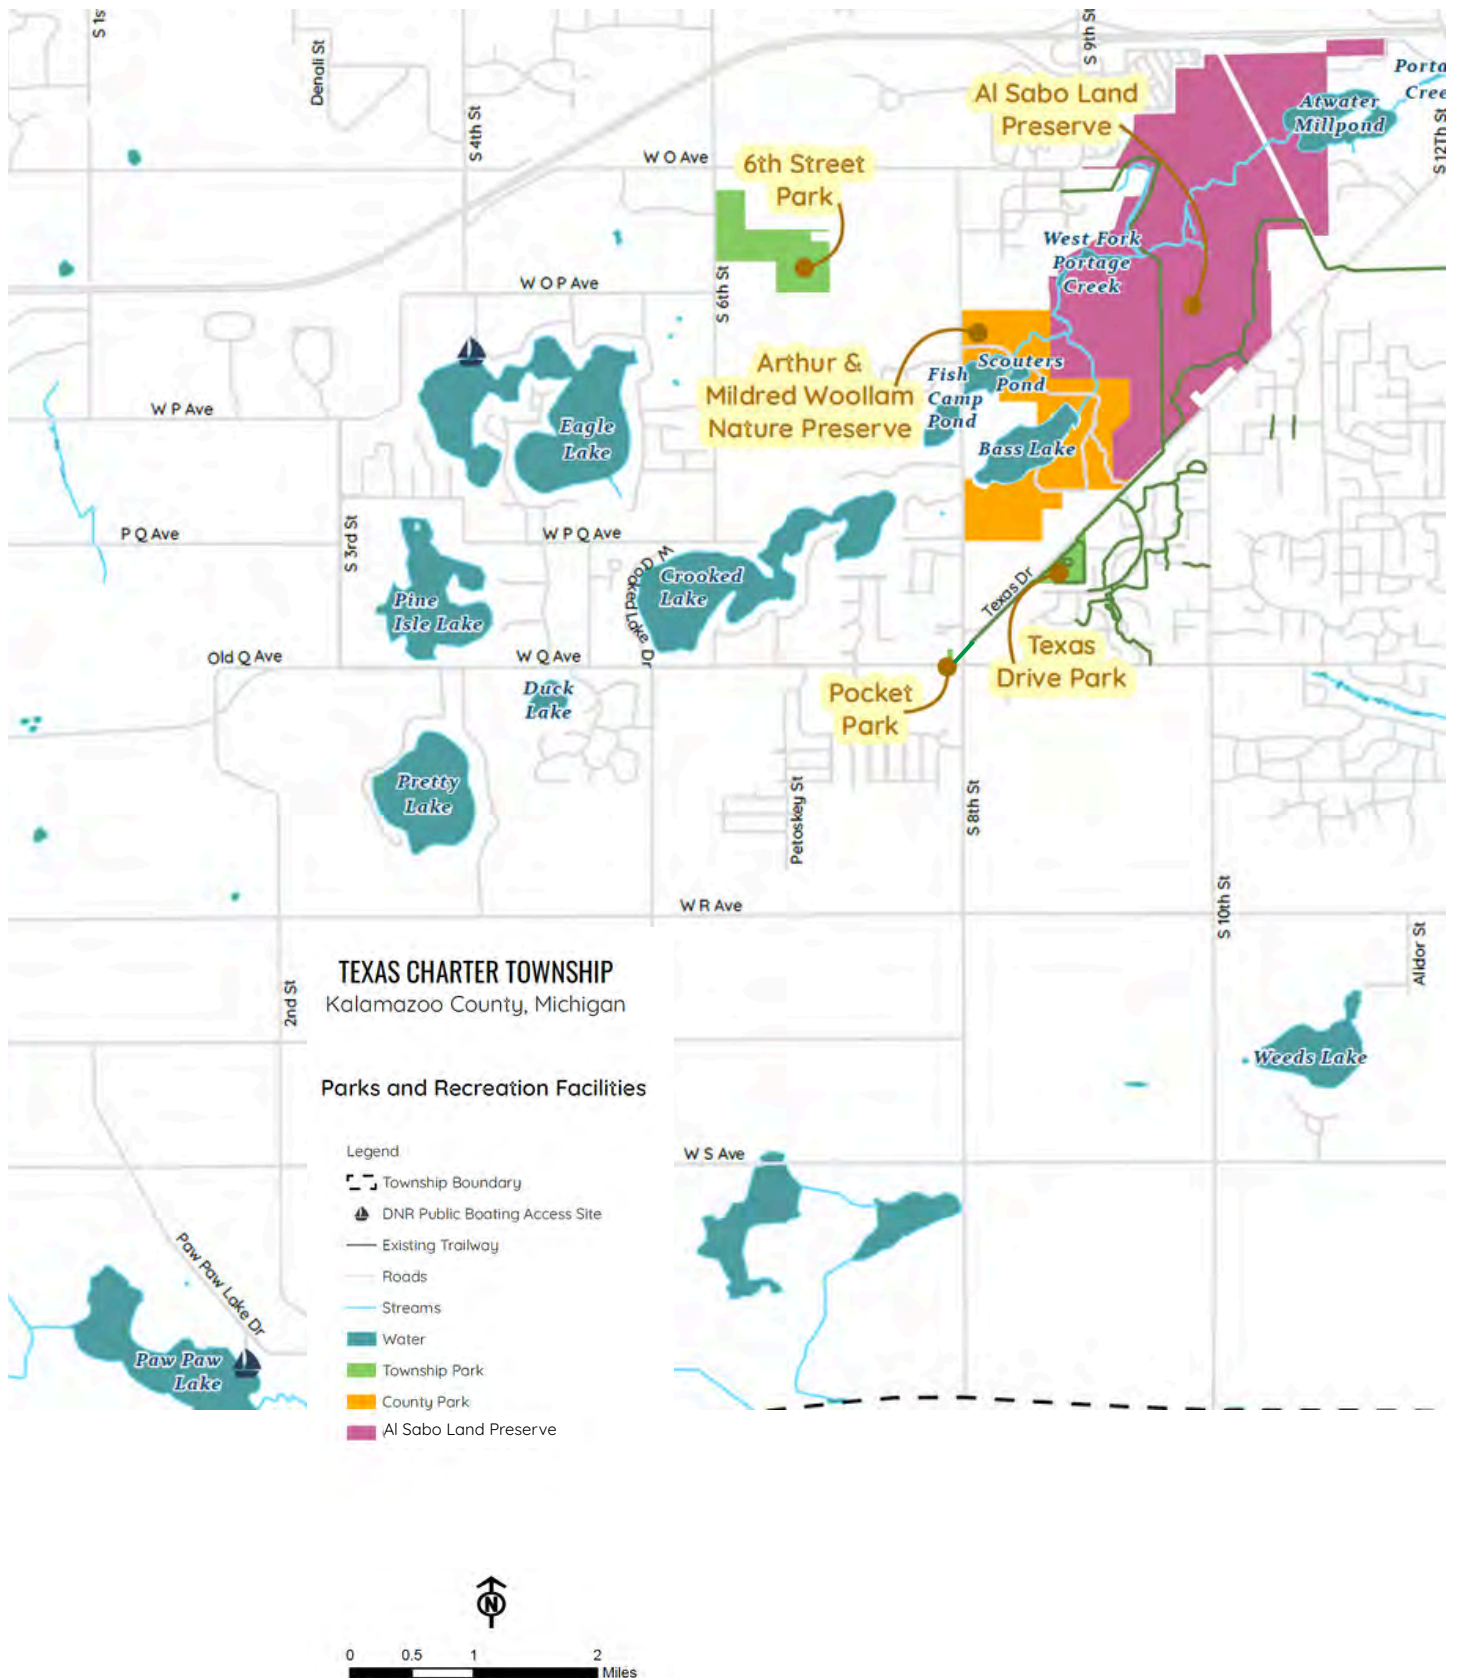 S 1s
Denali St
S 4th St
S 9th St
Porta
Cree
Al Sabo Land
Preserve
Atwater
Millpond
S 12Th St
W O Ave
6th Street
Park
West Fork
Portage
Creek
W O P Ave
S 6th St
Arthur &
Mildred Woollam
Nature Preserve
Fish
Camp
Pond
Scouters
Pond
W P Ave
Eagle
Lake
Bass Lake
P Q Ave
S 3rd St
W P Q Ave
W Crooked Lake Dr
Crooked
Lake
Pine
Isle Lake
Texas Dr
Texas
Drive Park
Old Q Ave
W Q Ave
Duck
Lake
Pocket
Park
Pretty
Lake
Petoskey St
S 8th St
W R Ave
S 10th St
Alidor St
2nd St
TEXAS CHARTER TOWNSHIP
Kalamazoo County, Michigan
Weeds Lake
Parks and Recreation Facilities
Legend
Township Boundary
DNR Public Boating Access Site
Existing Trailway
Roads
Streams
Water
Township Park
County Park
Al Sabo Land Preserve
W S Ave
Paw Paw Lake Dr
Paw Paw
Lake
N
0 0.5 1 2
Miles